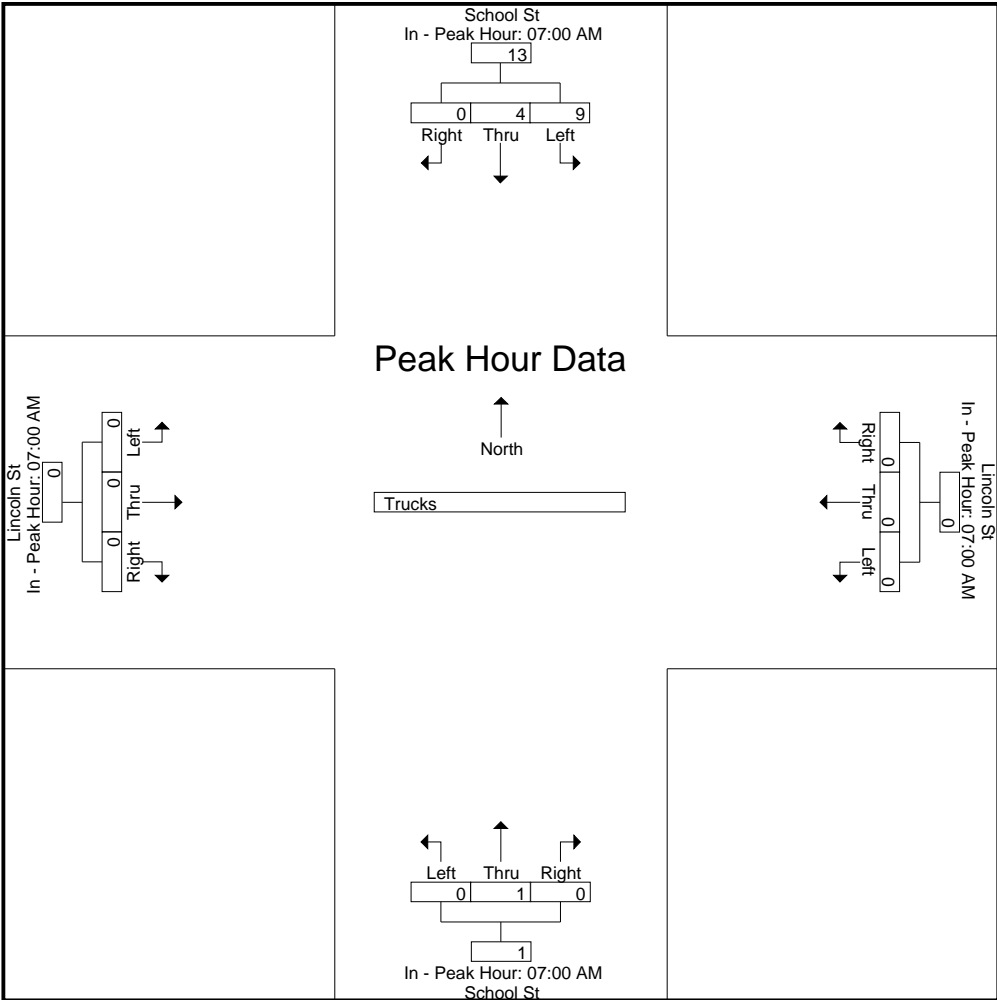 School St
In - Peak Hour: 07:00 AM
13
0 4 9
Right Thru Left
Peak Hour Data
North
Trucks
Lincoln St
In - Peak Hour: 07:00 AM
0
0 0 0
Left Thru Right
Lincoln St
In - Peak Hour: 07:00 AM
0
0 0 0
Right Thru Left
Left Thru Right
0 1 0
1
In - Peak Hour: 07:00 AM
School St